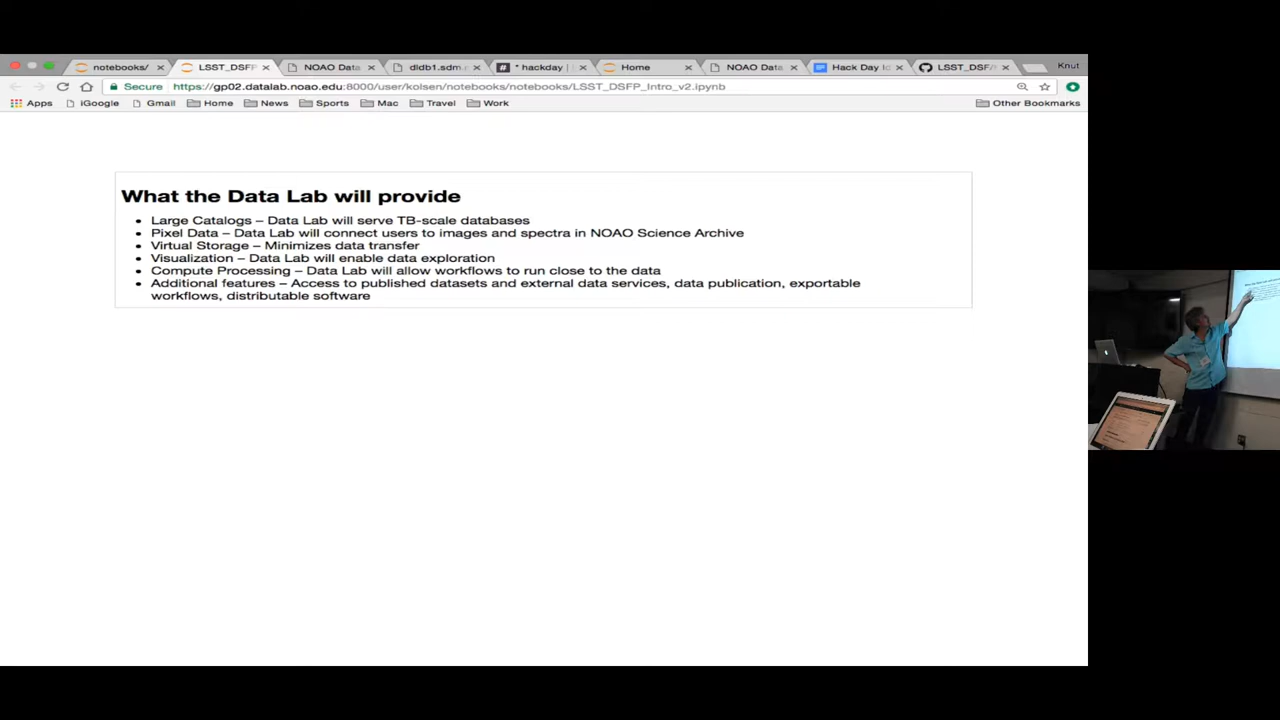 notebooks/
LSST_DSFP
NOAO Data
dldb1.sdm.
* hackday |
Home
NOAO Data
Hack Day Id
LSST_DSF/
Knut
Secure
https://gp02.datalab.noao.edu:8000/user/kolsen/notebooks/notebooks/LSST_DSFP_Intro_v2.ipynb
Apps
iGoogle
Gmail
Home
News
Sports
Mac
Travel
Work
Other Bookmarks
What the Data Lab will provide
• Large Catalogs – Data Lab will serve TB-scale databases
• Pixel Data – Data Lab will connect users to images and spectra in NOAO Science Archive
• Virtual Storage – Minimizes data transfer
• Visualization – Data Lab will enable data exploration
• Compute Processing – Data Lab will allow workflows to run close to the data
• Additional features – Access to published datasets and external data services, data publication, exportable
workflows, distributable software